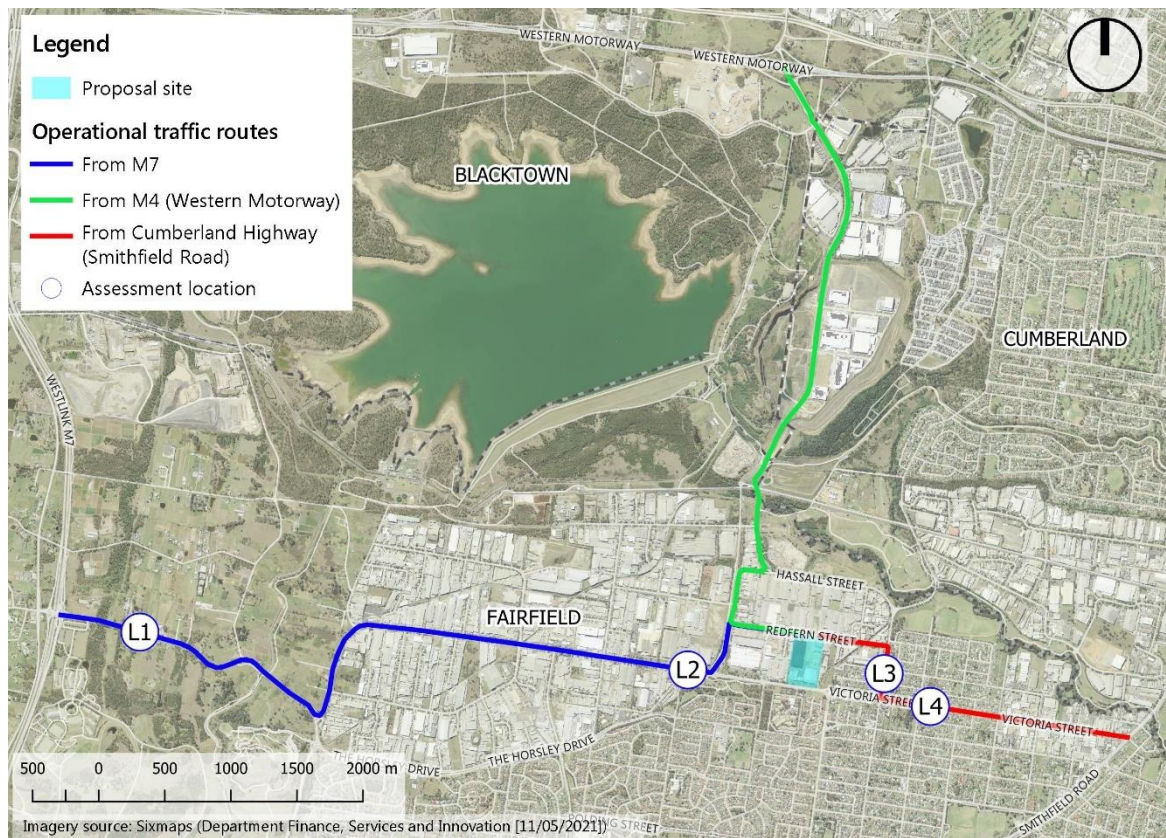 Legend
Proposal site
Operational traffic routes
From M7
From M4 (Western Motorway)
From Cumberland Highway
(Smithfield Road)
Assessment location
WESTERN MOTORWAY
WESTERN MOTORWAY
BLACKTOWN
CUMBERLAND
WESTLINK M7
HASSALL STREET
FAIRFIELD
REDFERN STREET
L1
L2
L3
L4
VICTORIA STREET
VICTORIA STREET
THE HORSLEY DRIVE
THE HORSLEY DRIVE
SMITHFIELD ROAD
POLDING STREET
500 0 500 1000 1500 2000 m
Imagery source: Sixmaps (Department Finance, Services and Innovation [11/05/2021])